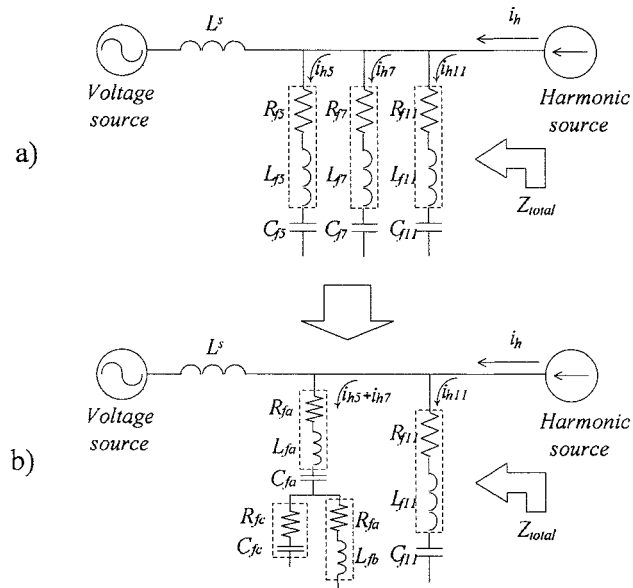 L^s
i_h
Voltage source
Harmonic source
i_h5 i_h7 i_h11
R_f5 R_f7 R_f11
a)
L_f5 L_f7 L_f11
Z_total
C_f5 C_f7 C_f11
L^s
i_h
Voltage source
Harmonic source
R_fa i_h5+i_h7 i_h11
R_f11
b)
L_fa
C_fa
R_fc R_fa L_f11
Z_total
C_fc L_fb C_f11